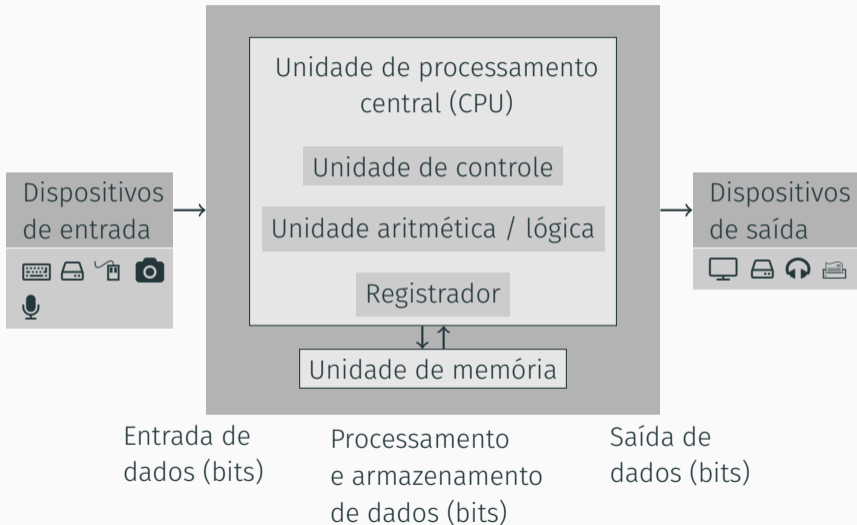 Unidade de processamento
central (CPU)
Unidade de controle
Unidade aritmética / lógica
Registrador
Unidade de memória
Dispositivos
de entrada
Dispositivos
de saída
Entrada de
dados (bits)
Processamento
e armazenamento
de dados (bits)
Saída de
dados (bits)